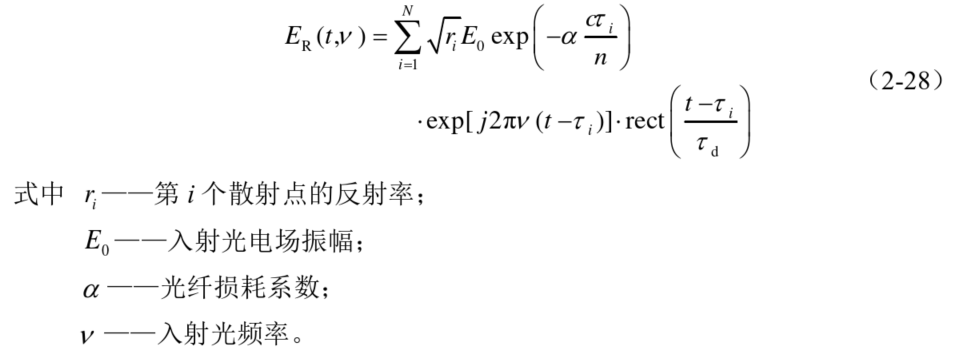 E_R(t,ν) = ∑_{i=1}^{N} √r_i E_0 exp(−α cτ_i / n)
·exp[j2πν(t−τ_i)]·rect((t−τ_i) / τ_d) （2-28）
式中 r_i——第 i 个散射点的反射率；
E_0——入射光电场振幅；
α——光纤损耗系数；
ν——入射光频率。